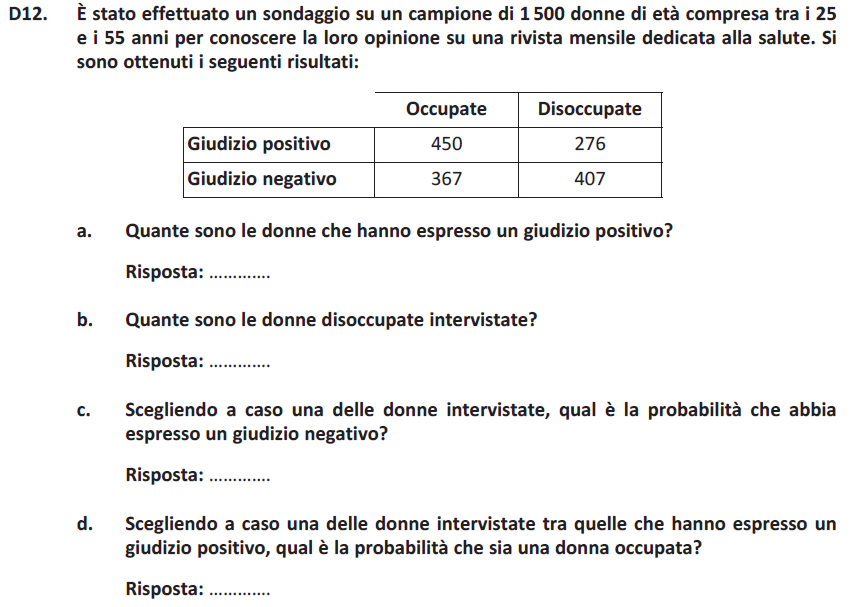 D12. È stato effettuato un sondaggio su un campione di 1 500 donne di età compresa tra i 25
e i 55 anni per conoscere la loro opinione su una rivista mensile dedicata alla salute. Si
sono ottenuti i seguenti risultati:
Occupate Disoccupate
Giudizio positivo 450 276
Giudizio negativo 367 407
a. Quante sono le donne che hanno espresso un giudizio positivo?
Risposta: .............
b. Quante sono le donne disoccupate intervistate?
Risposta: .............
c. Scegliendo a caso una delle donne intervistate, qual è la probabilità che abbia
espresso un giudizio negativo?
Risposta: .............
d. Scegliendo a caso una delle donne intervistate tra quelle che hanno espresso un
giudizio positivo, qual è la probabilità che sia una donna occupata?
Risposta: .............